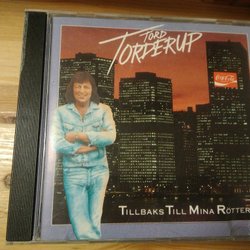 TORD
TORDERUP
Coca-Cola
TILLBAKS TILL MINA RÖTTER